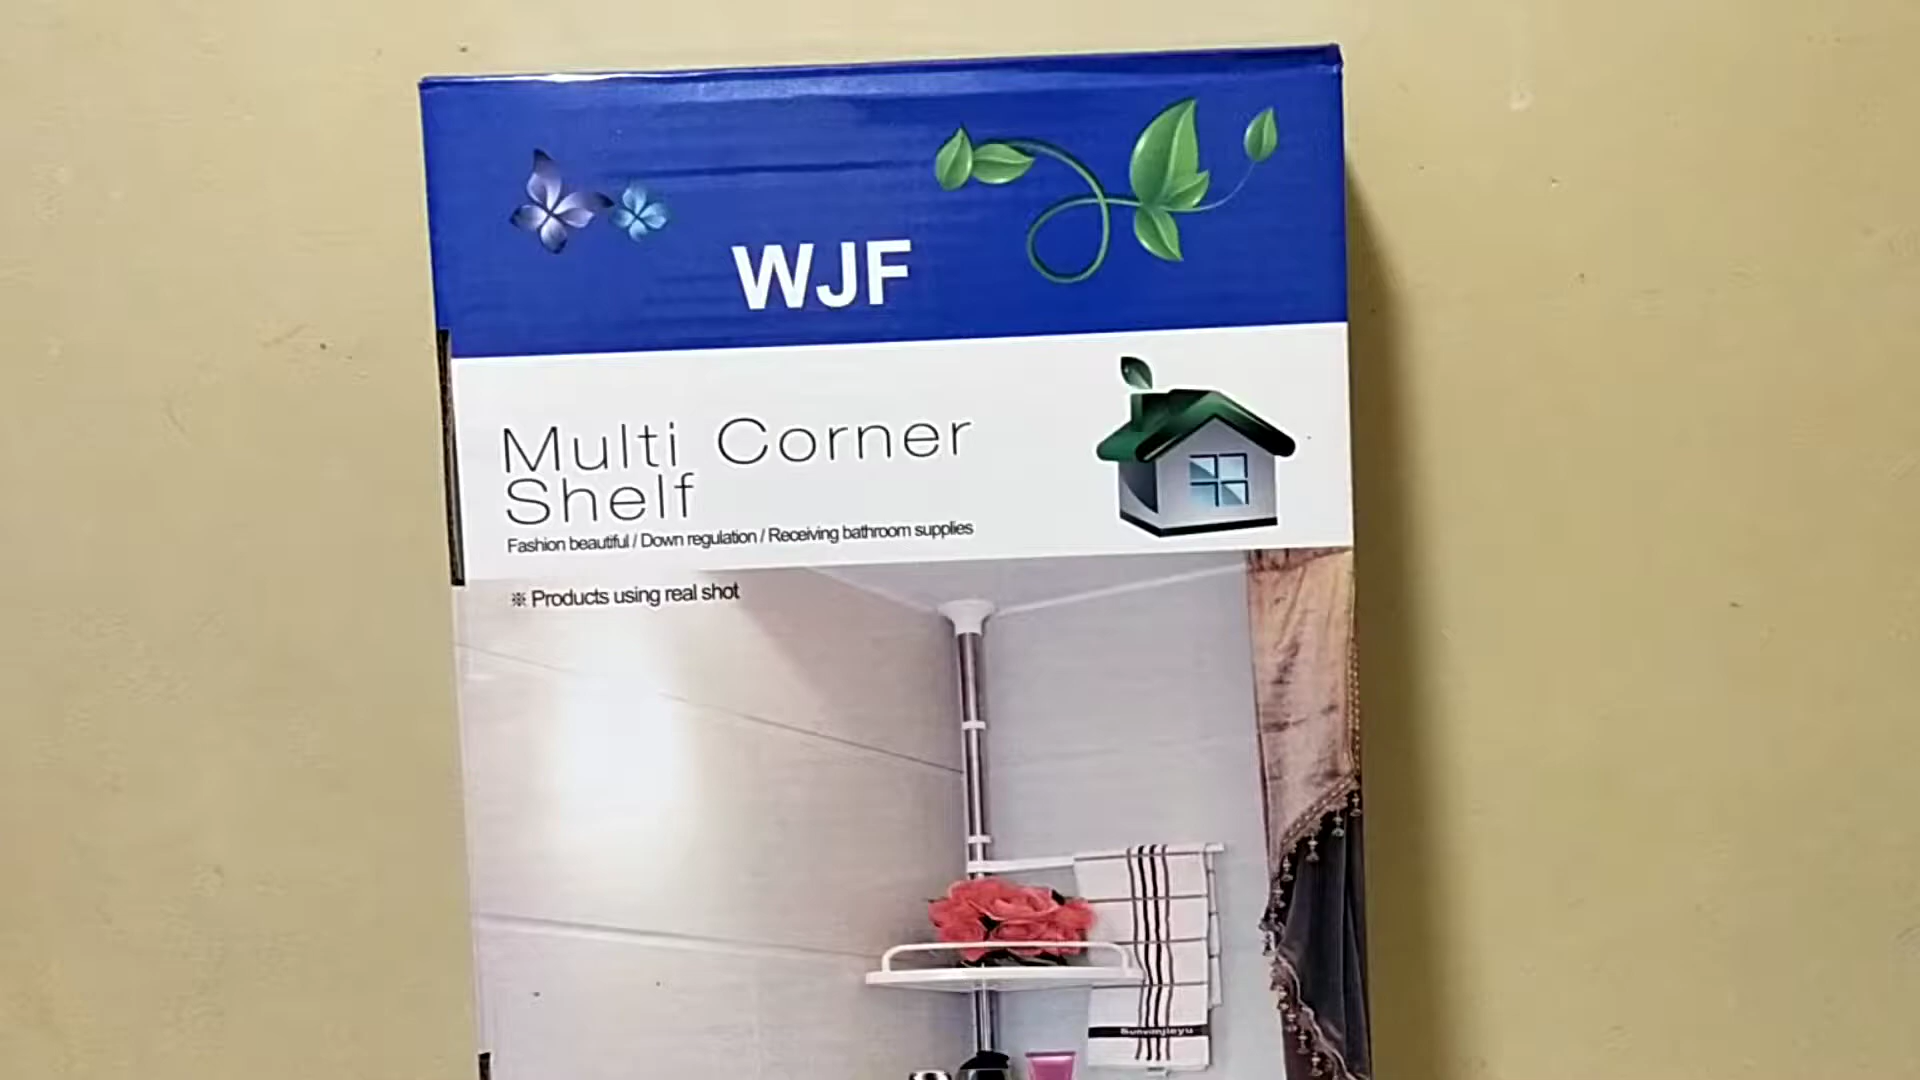 WJF
Multi Corner
Shelf
Fashion beautiful / Down regulation / Receiving bathroom supplies
※ Products using real shot